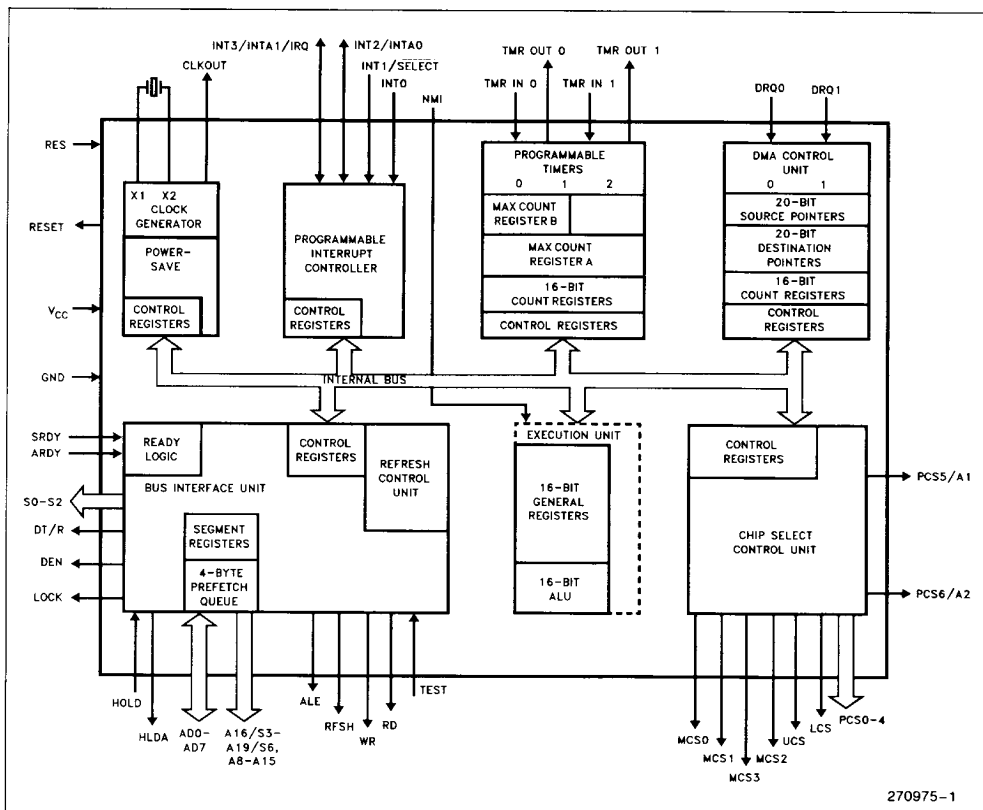 INT3/INTA1/IRQ
INT2/INTA0
INT1/SELECT
INT0
NMI
CLKOUT
TMR OUT 0
TMR OUT 1
TMR IN 0
TMR IN 1
DRQ0
DRQ1
RES
RESET
VCC
GND
SRDY
ARDY
S0-S2
DT/R
DEN
LOCK
X1 X2
CLOCK
GENERATOR
POWER-
SAVE
CONTROL
REGISTERS
PROGRAMMABLE
INTERRUPT
CONTROLLER
CONTROL
REGISTERS
PROGRAMMABLE
TIMERS
0 1 2
MAX COUNT
REGISTER B
MAX COUNT
REGISTER A
16-BIT
COUNT REGISTERS
CONTROL REGISTERS
DMA CONTROL
UNIT
0 1
20-BIT
SOURCE POINTERS
20-BIT
DESTINATION
POINTERS
16-BIT
COUNT REGISTERS
CONTROL
REGISTERS
INTERNAL BUS
READY
LOGIC
BUS INTERFACE UNIT
CONTROL
REGISTERS
REFRESH
CONTROL
UNIT
SEGMENT
REGISTERS
4-BYTE
PREFETCH
QUEUE
EXECUTION UNIT
16-BIT
GENERAL
REGISTERS
16-BIT
ALU
CONTROL
REGISTERS
CHIP SELECT
CONTROL UNIT
PCS5/A1
PCS6/A2
HOLD
HLDA
AD0-
AD7
A16/S3-
A19/S6,
A8-A15
ALE
RFSH
WR
RD
TEST
MCS0
MCS1
MCS3
MCS2
UCS
LCS
PCS0-4
270975-1